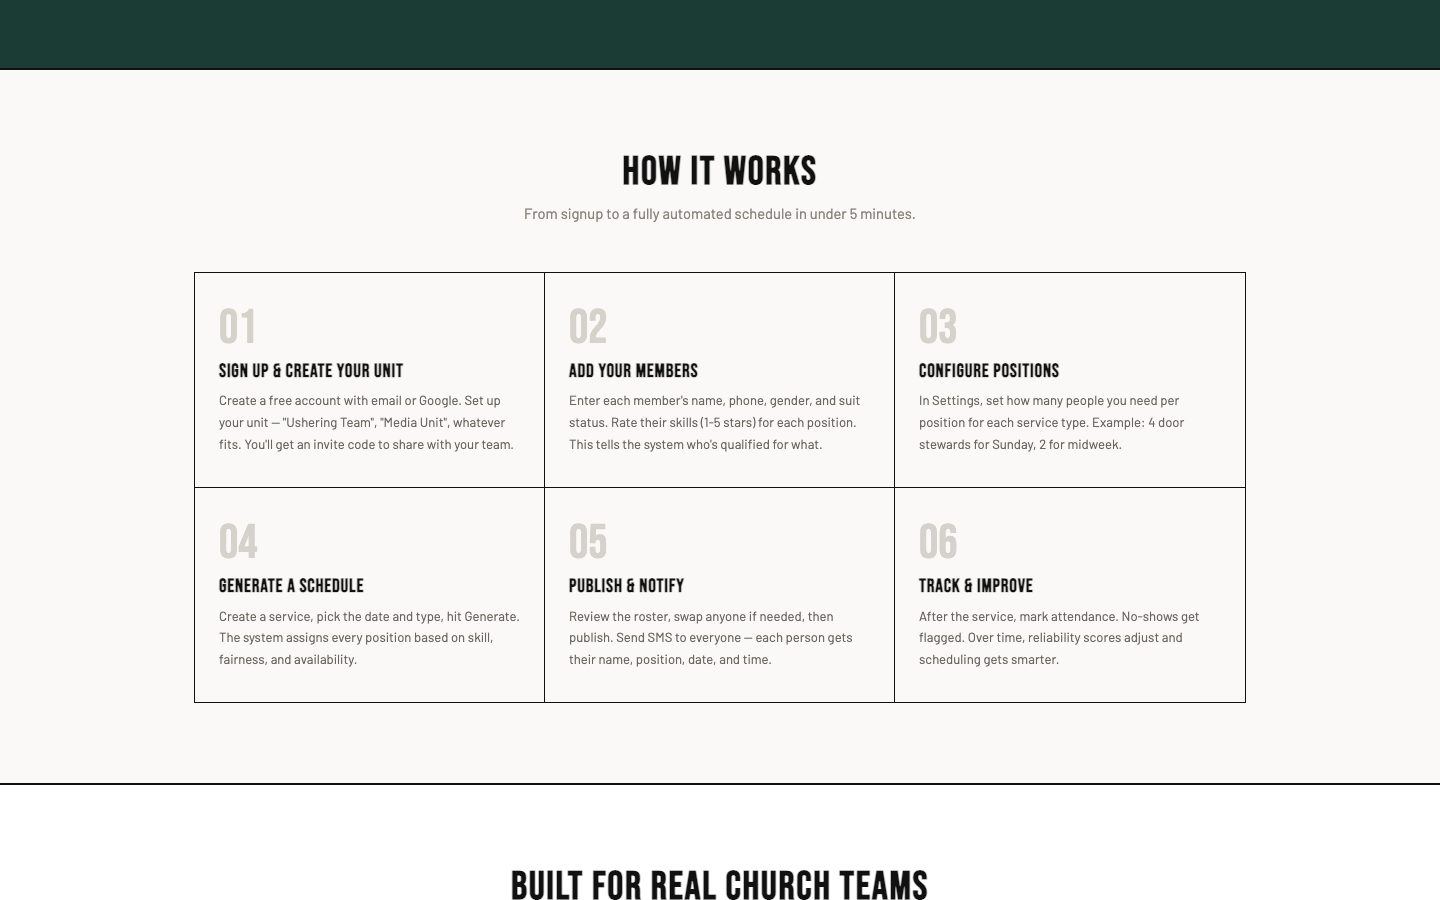 HOW IT WORKS
From signup to a fully automated schedule in under 5 minutes.
01
SIGN UP & CREATE YOUR UNIT
Create a free account with email or Google. Set up
your unit — "Ushering Team", "Media Unit", whatever
fits. You'll get an invite code to share with your team.
02
ADD YOUR MEMBERS
Enter each member's name, phone, gender, and suit
status. Rate their skills (1-5 stars) for each position.
This tells the system who's qualified for what.
03
CONFIGURE POSITIONS
In Settings, set how many people you need per
position for each service type. Example: 4 door
stewards for Sunday, 2 for midweek.
04
GENERATE A SCHEDULE
Create a service, pick the date and type, hit Generate.
The system assigns every position based on skill,
fairness, and availability.
05
PUBLISH & NOTIFY
Review the roster, swap anyone if needed, then
publish. Send SMS to everyone — each person gets
their name, position, date, and time.
06
TRACK & IMPROVE
After the service, mark attendance. No-shows get
flagged. Over time, reliability scores adjust and
scheduling gets smarter.
BUILT FOR REAL CHURCH TEAMS